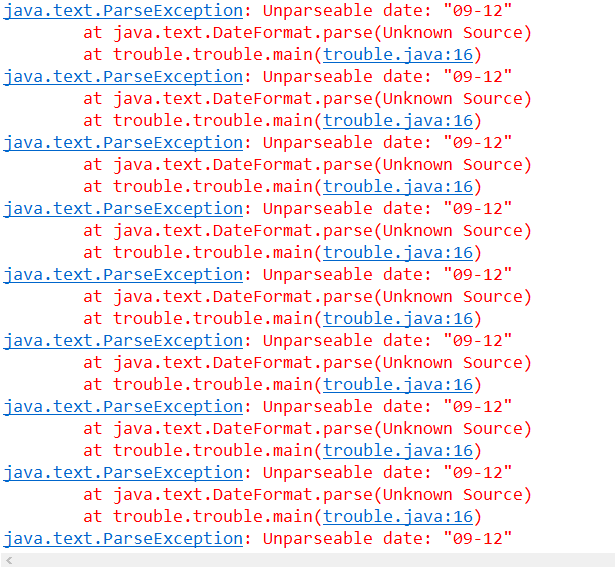 java.text.ParseException: Unparseable date: "09-12"
        at java.text.DateFormat.parse(Unknown Source)
        at trouble.trouble.main(trouble.java:16)
java.text.ParseException: Unparseable date: "09-12"
        at java.text.DateFormat.parse(Unknown Source)
        at trouble.trouble.main(trouble.java:16)
java.text.ParseException: Unparseable date: "09-12"
        at java.text.DateFormat.parse(Unknown Source)
        at trouble.trouble.main(trouble.java:16)
java.text.ParseException: Unparseable date: "09-12"
        at java.text.DateFormat.parse(Unknown Source)
        at trouble.trouble.main(trouble.java:16)
java.text.ParseException: Unparseable date: "09-12"
        at java.text.DateFormat.parse(Unknown Source)
        at trouble.trouble.main(trouble.java:16)
java.text.ParseException: Unparseable date: "09-12"
        at java.text.DateFormat.parse(Unknown Source)
        at trouble.trouble.main(trouble.java:16)
java.text.ParseException: Unparseable date: "09-12"
        at java.text.DateFormat.parse(Unknown Source)
        at trouble.trouble.main(trouble.java:16)
java.text.ParseException: Unparseable date: "09-12"
        at java.text.DateFormat.parse(Unknown Source)
        at trouble.trouble.main(trouble.java:16)
java.text.ParseException: Unparseable date: "09-12"